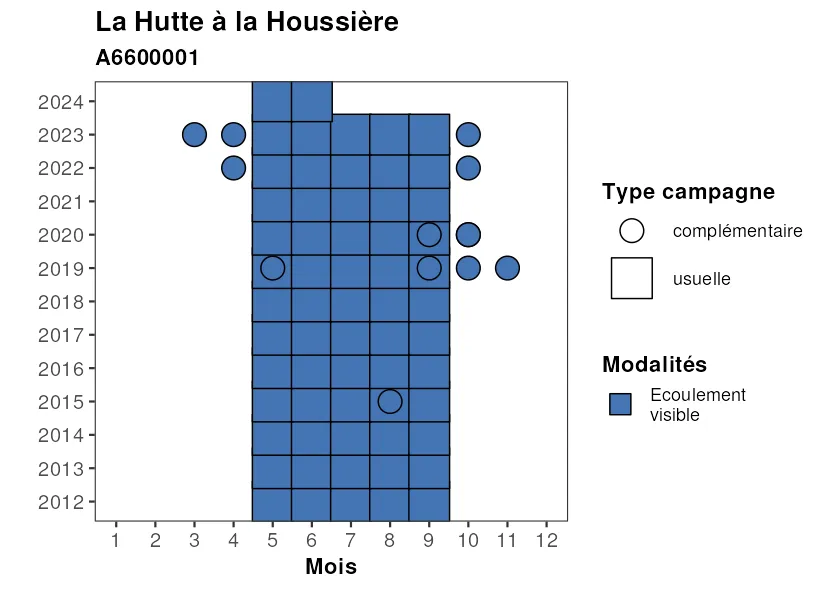 La Hutte à la Houssière
A6600001
2024
2023
2022
2021
2020
2019
2018
2017
2016
2015
2014
2013
2012
1 2 3 4 5 6 7 8 9 10 11 12
Mois
Type campagne
complémentaire
usuelle
Modalités
Ecoulement
visible